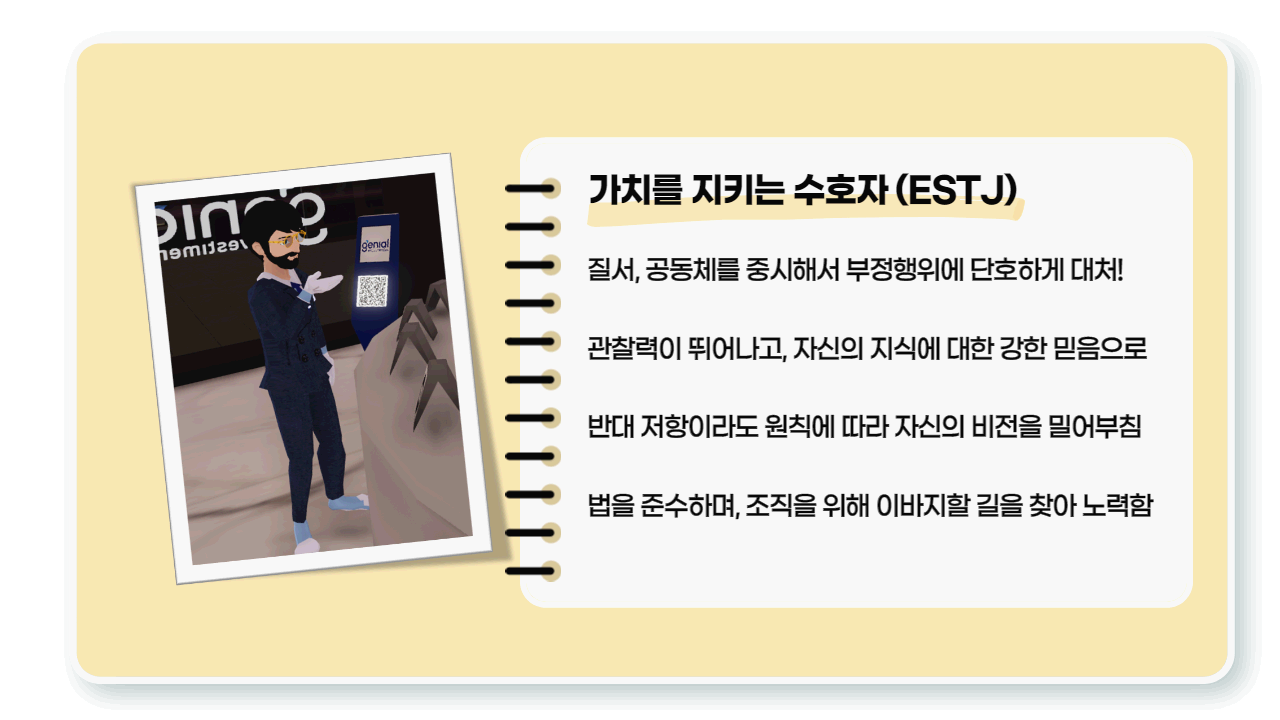 genial
vestimen
genial
가치를 지키는 수호자 (ESTJ)
질서, 공동체를 중시해서 부정행위에 단호하게 대처!
관찰력이 뛰어나고, 자신의 지식에 대한 강한 믿음으로
반대 저항이라도 원칙에 따라 자신의 비전을 밀어부침
법을 준수하며, 조직을 위해 이바지할 길을 찾아 노력함